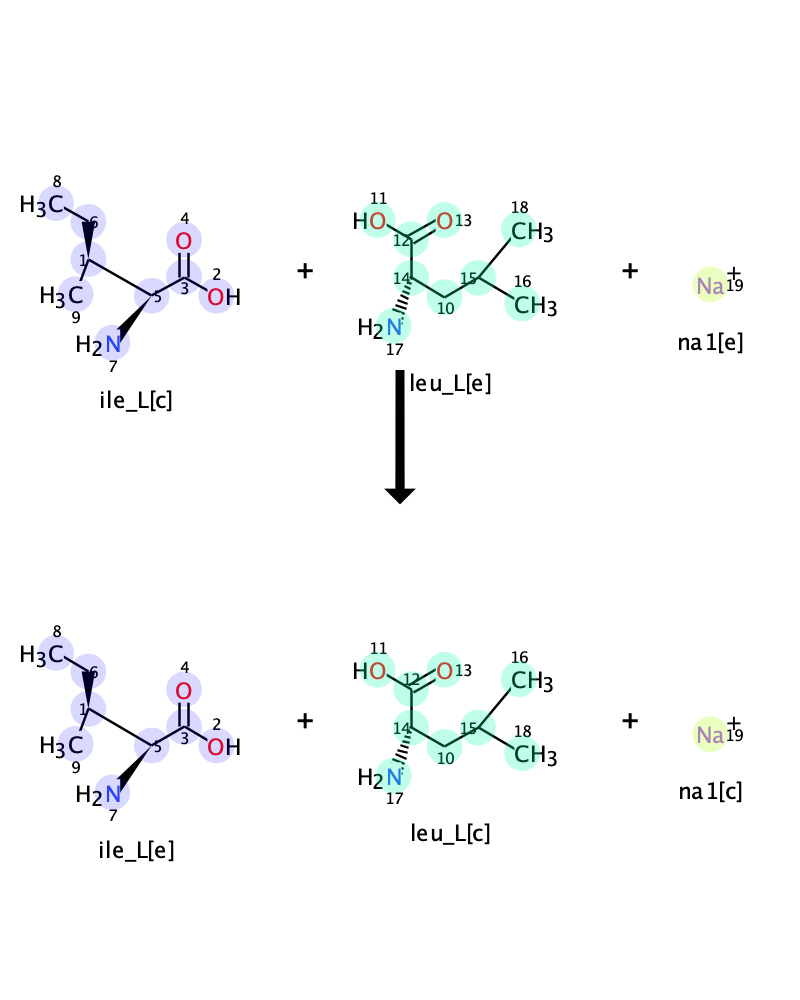 8
H3C
6
4
O
1
3
2
OH
H3C
9
5
H2N
7
ile_L[c]
+
11
HO
12
O
13
14
15
18
CH3
16
CH3
10
H2N
17
leu_L[e]
+
Na+
19
na1[e]
8
H3C
6
4
O
1
3
2
OH
H3C
9
5
H2N
7
ile_L[e]
+
11
HO
12
O
13
14
15
16
CH3
18
CH3
10
H2N
17
leu_L[c]
+
Na+
19
na1[c]